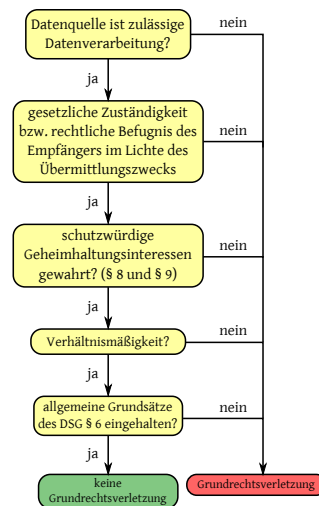 Datenquelle ist zulässige
Datenverarbeitung?
nein
ja
gesetzliche Zuständigkeit
bzw. rechtliche Befugnis des
Empfängers im Lichte des
Übermittlungszwecks
nein
ja
schutzwürdige
Geheimhaltungsinteressen
gewahrt? (§ 8 und § 9)
nein
ja
Verhältnismäßigkeit?
nein
ja
allgemeine Grundsätze
des DSG § 6 eingehalten?
nein
ja
keine
Grundrechtsverletzung
Grundrechtsverletzung